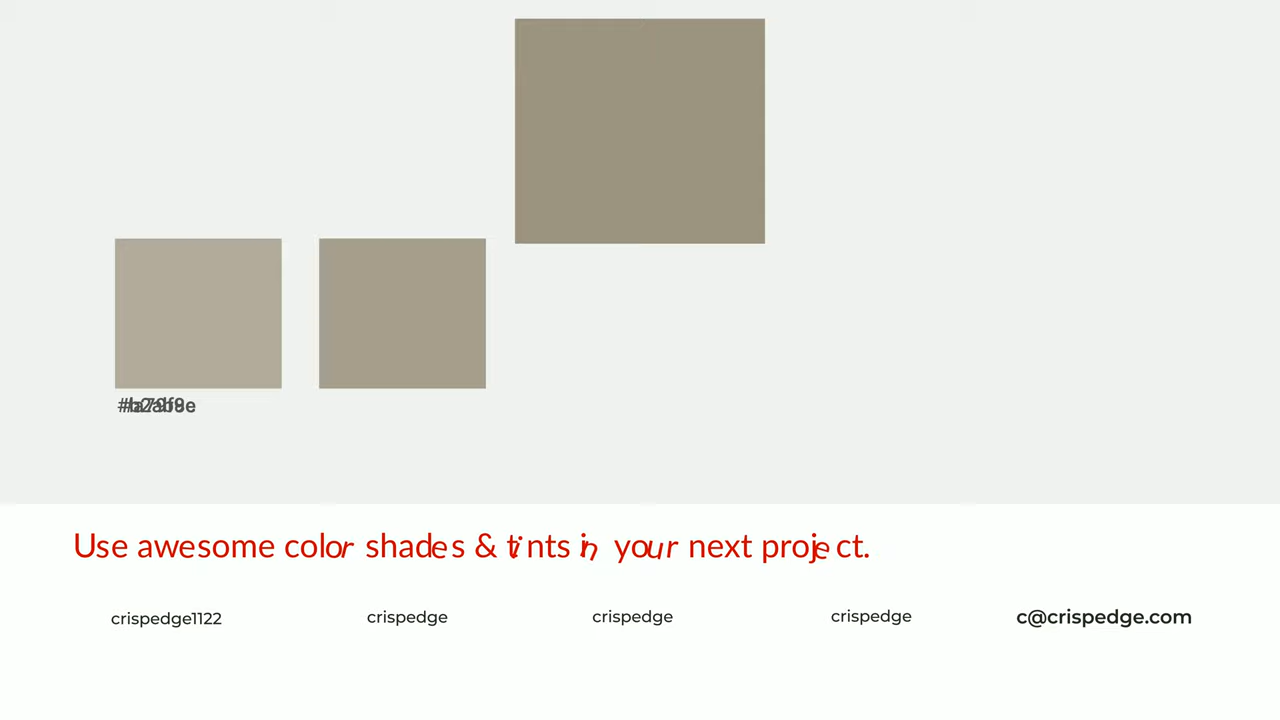 Use awesome color shades & tints in your next project.
crispedge1122 crispedge crispedge crispedge c@crispedge.com